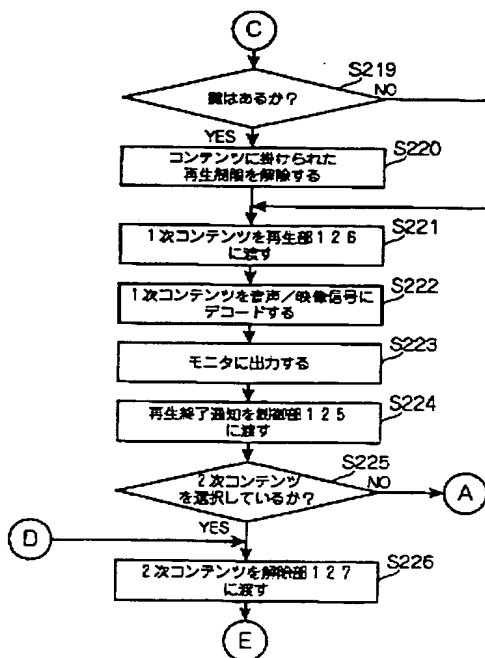 C
S219
鍵はあるか?
NO
YES
S220
コンテンツに掛けられた
再生制限を解除する
S221
1次コンテンツを再生部126
に渡す
S222
1次コンテンツを音声/映像信号に
デコードする
S223
モニタに出力する
S224
再生終了通知を制御部125
に渡す
S225
2次コンテンツ
を選択しているか?
NO
A
YES
D
S226
2次コンテンツを解除部127
に渡す
E